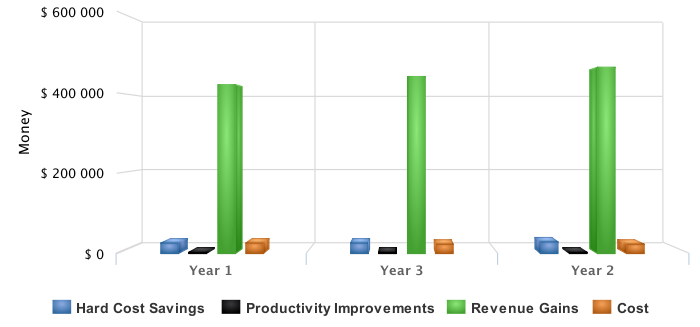 $ 600 000
$ 400 000
$ 200 000
$ 0
Money
Year 1
Year 3
Year 2
Hard Cost Savings
Productivity Improvements
Revenue Gains
Cost